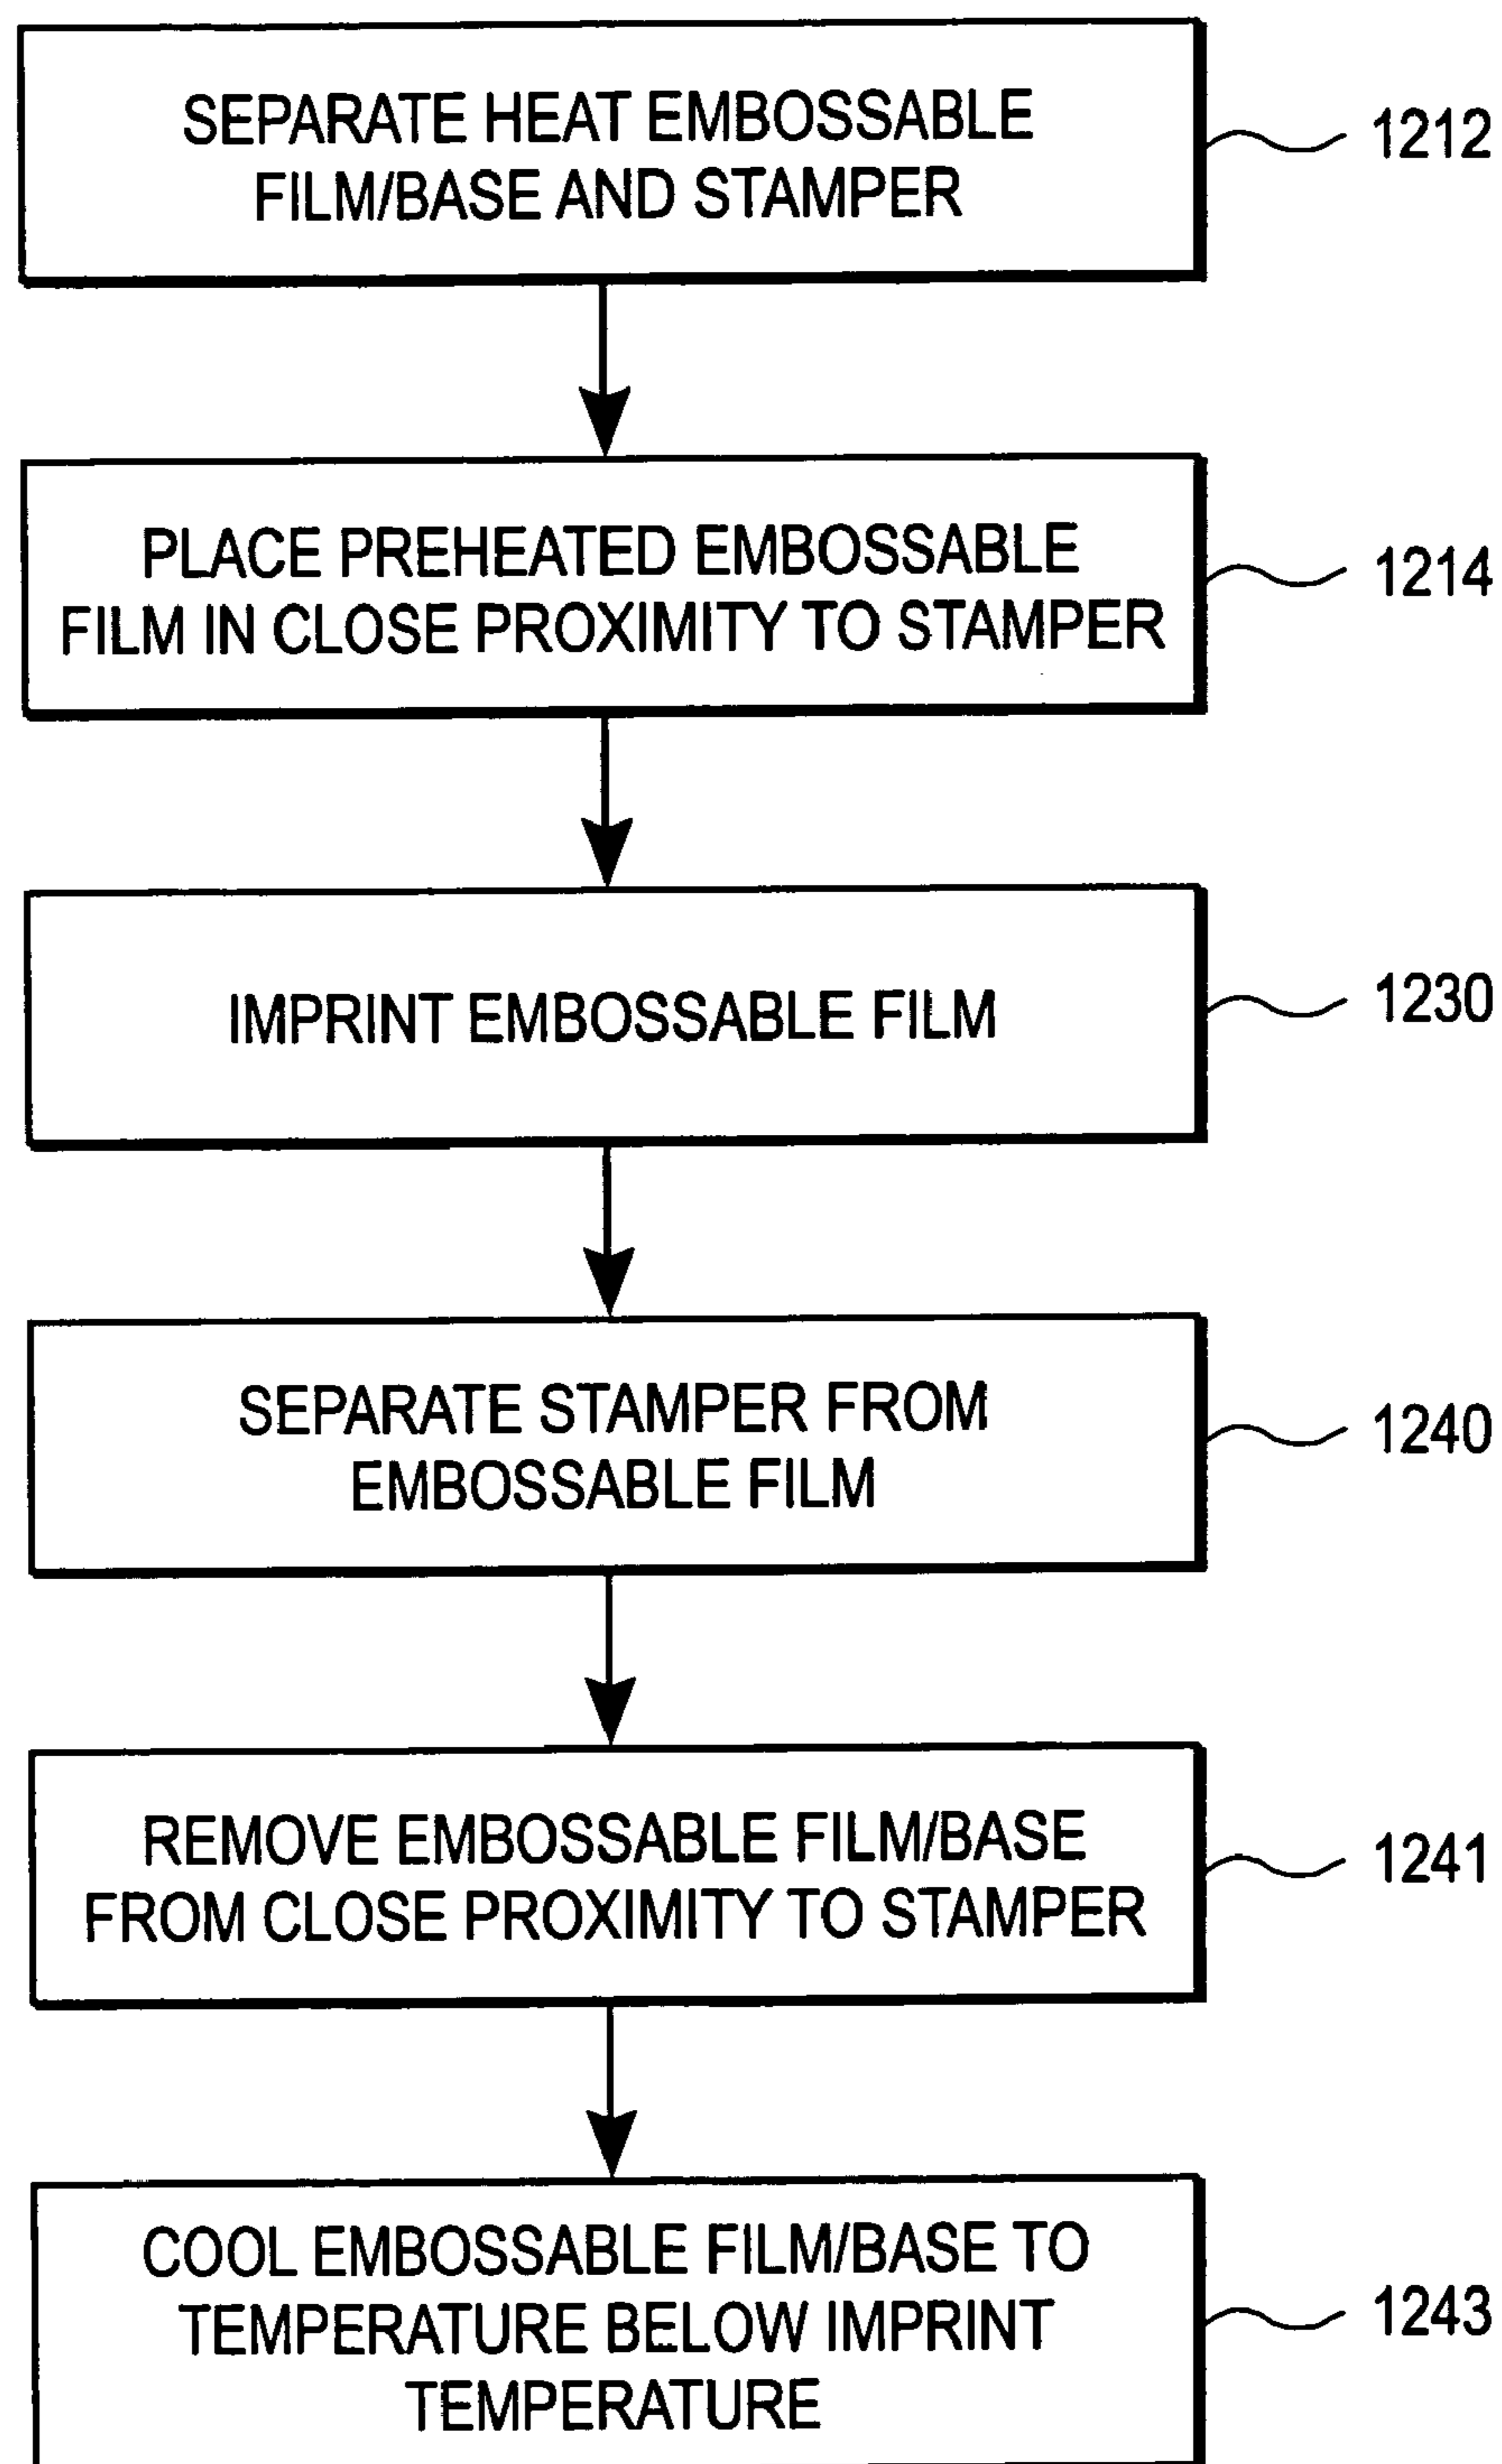 SEPARATE HEAT EMBOSSABLE
FILM/BASE AND STAMPER
1212
PLACE PREHEATED EMBOSSABLE
FILM IN CLOSE PROXIMITY TO STAMPER
1214
IMPRINT EMBOSSABLE FILM
1230
SEPARATE STAMPER FROM
EMBOSSABLE FILM
1240
REMOVE EMBOSSABLE FILM/BASE
FROM CLOSE PROXIMITY TO STAMPER
1241
COOL EMBOSSABLE FILM/BASE TO
TEMPERATURE BELOW IMPRINT
TEMPERATURE
1243